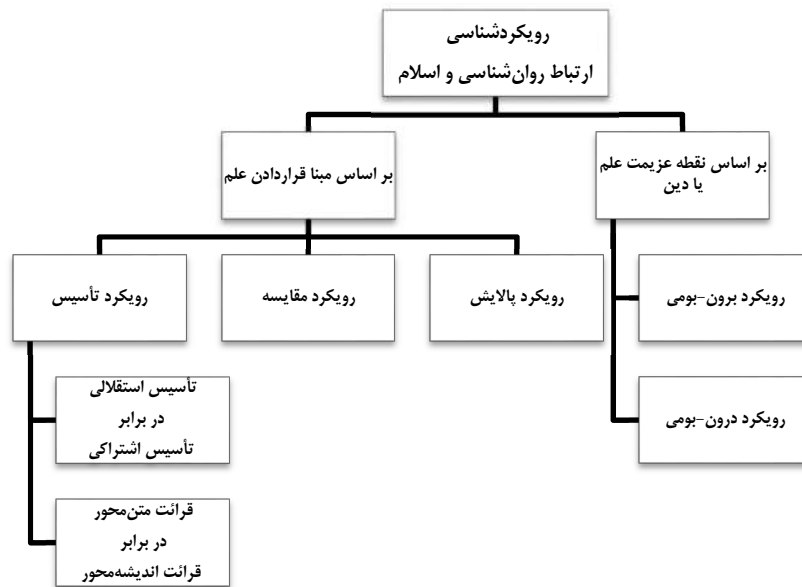 رویکردشناسی
ارتباط روان‌شناسی و اسلام
بر اساس نقطه عزیمت علم
یا دین
بر اساس مبنا قراردادن علم
رویکرد برون-بومی
رویکرد درون-بومی
رویکرد پالایش
رویکرد مقایسه
رویکرد تأسیس
تأسیس استقلالی
در برابر
تأسیس اشتراکی
قرائت متن‌محور
در برابر
قرائت اندیشه‌محور